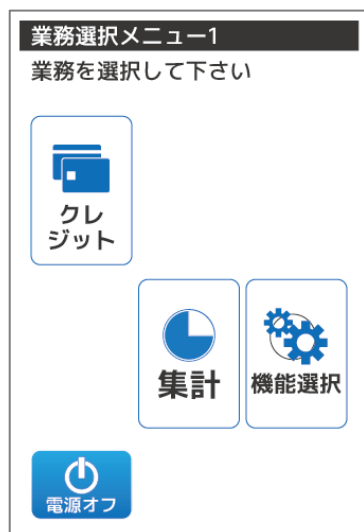 業務選択メニュー1
業務を選択して下さい
クレ
ジット
集計
機能選択
電源オフ